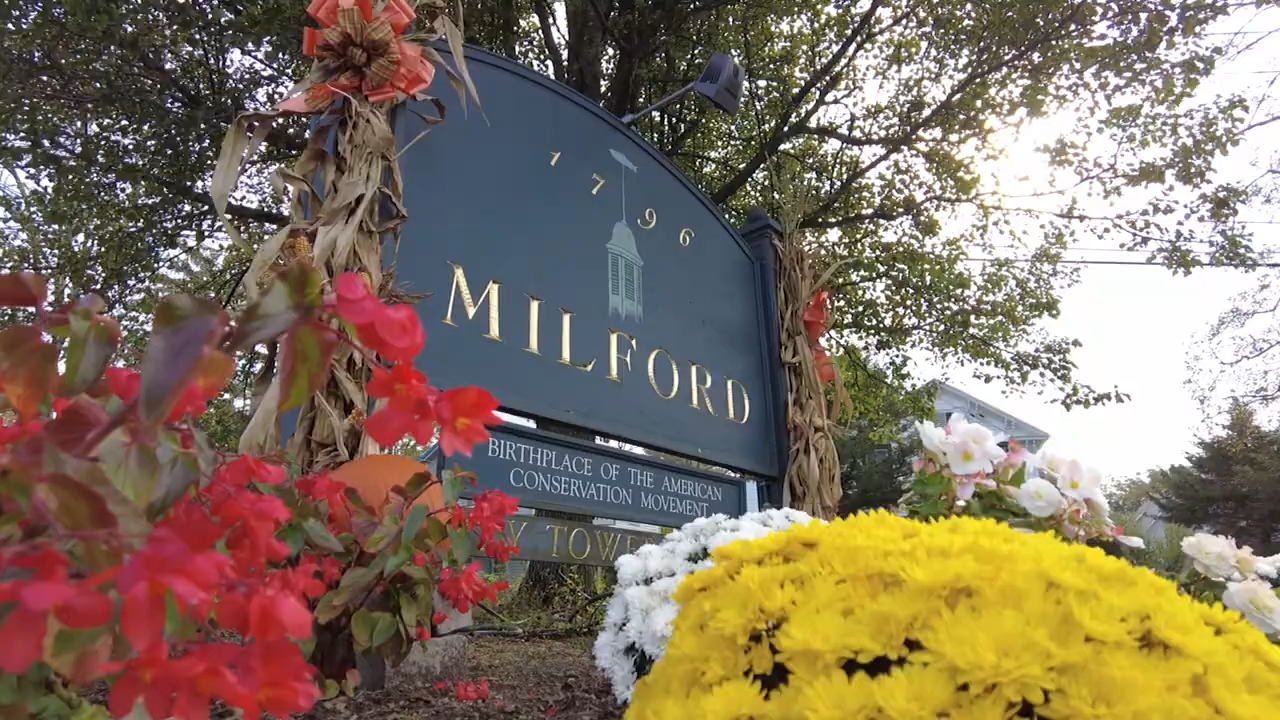 1796
MILFORD
BIRTHPLACE OF THE AMERICAN
CONSERVATION MOVEMENT